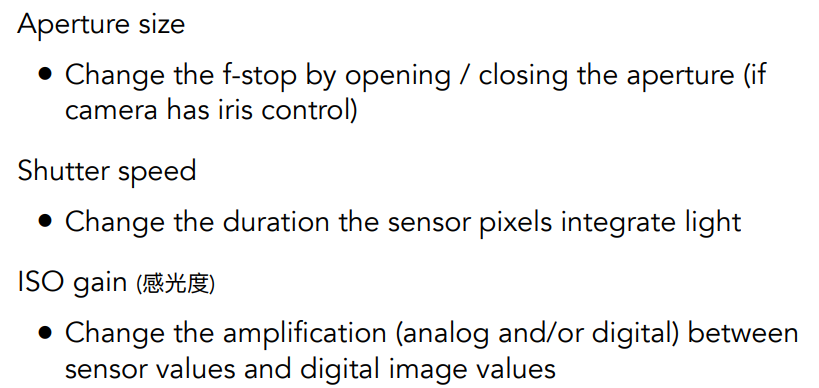 Aperture size
• Change the f-stop by opening / closing the aperture (if
camera has iris control)
Shutter speed
• Change the duration the sensor pixels integrate light
ISO gain (感光度)
• Change the amplification (analog and/or digital) between
sensor values and digital image values